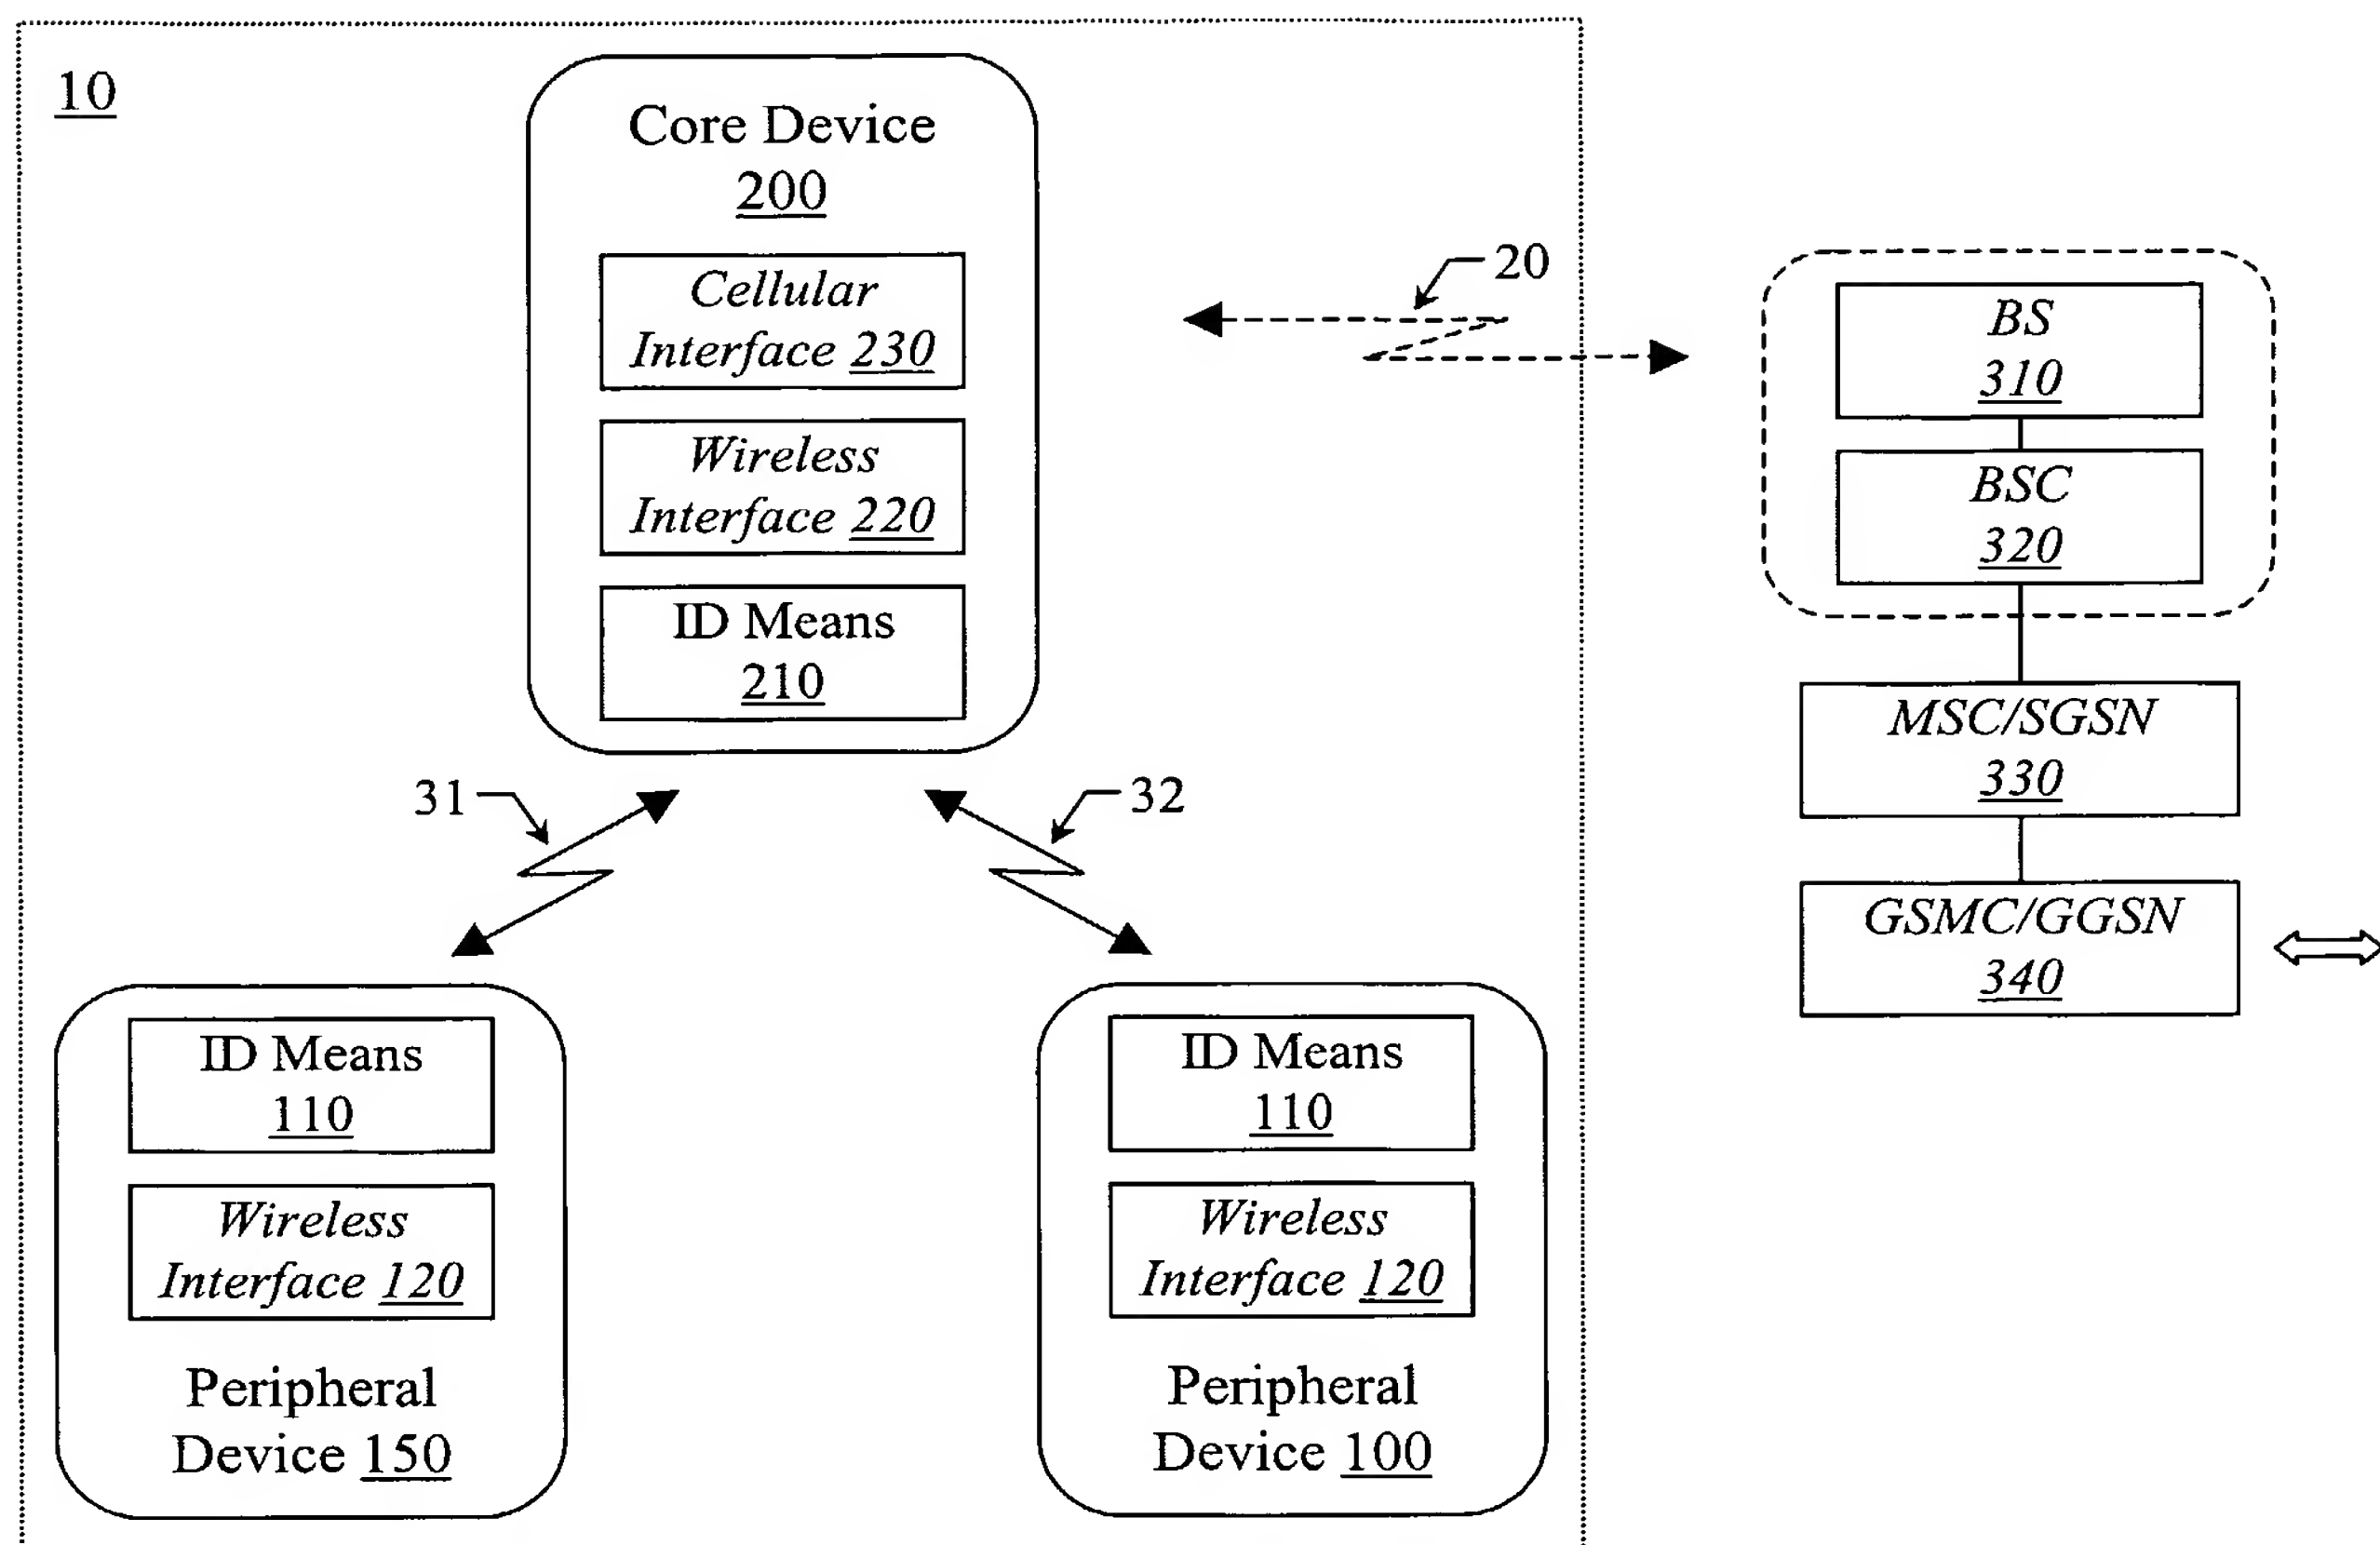 10
Core Device
200
Cellular
Interface 230
Wireless
Interface 220
ID Means
210
20
BS
310
BSC
320
MSC/SGSN
330
GSMC/GGSN
340
31
32
ID Means
110
Wireless
Interface 120
Peripheral
Device 150
ID Means
110
Wireless
Interface 120
Peripheral
Device 100